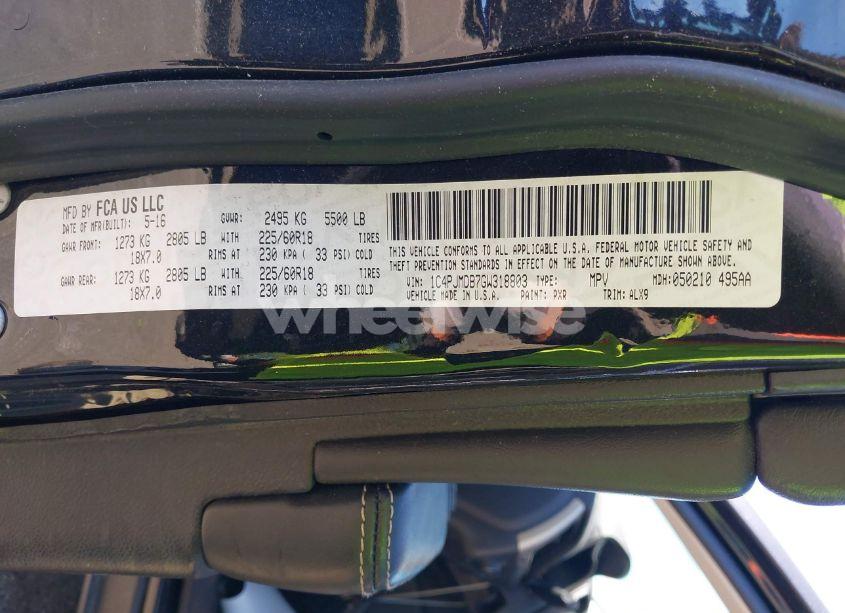 MFD BY FCA US LLC
DATE OF MFR(BUILT): 5-16 GVWR: 2495 KG 5500 LB
GAWR FRONT: 1273 KG 2805 LB WITH 225/60R18 TIRES
18X7.0 RIMS AT 230 KPA ( 33 PSI) COLD
GAWR REAR: 1273 KG 2805 LB WITH 225/60R18 TIRES
18X7.0 RIMS AT 230 KPA ( 33 PSI) COLD
THIS VEHICLE CONFORMS TO ALL APPLICABLE U.S.A. FEDERAL MOTOR VEHICLE SAFETY AND
THEFT PREVENTION STANDARDS IN EFFECT ON THE DATE OF MANUFACTURE SHOWN ABOVE.
VIN: 1C4PJMDB7GW318803 TYPE: MPV MDH:050210 495AA
VEHICLE MADE IN U.S.A. PAINT: PXR TRIM: ALX9
wheelwise